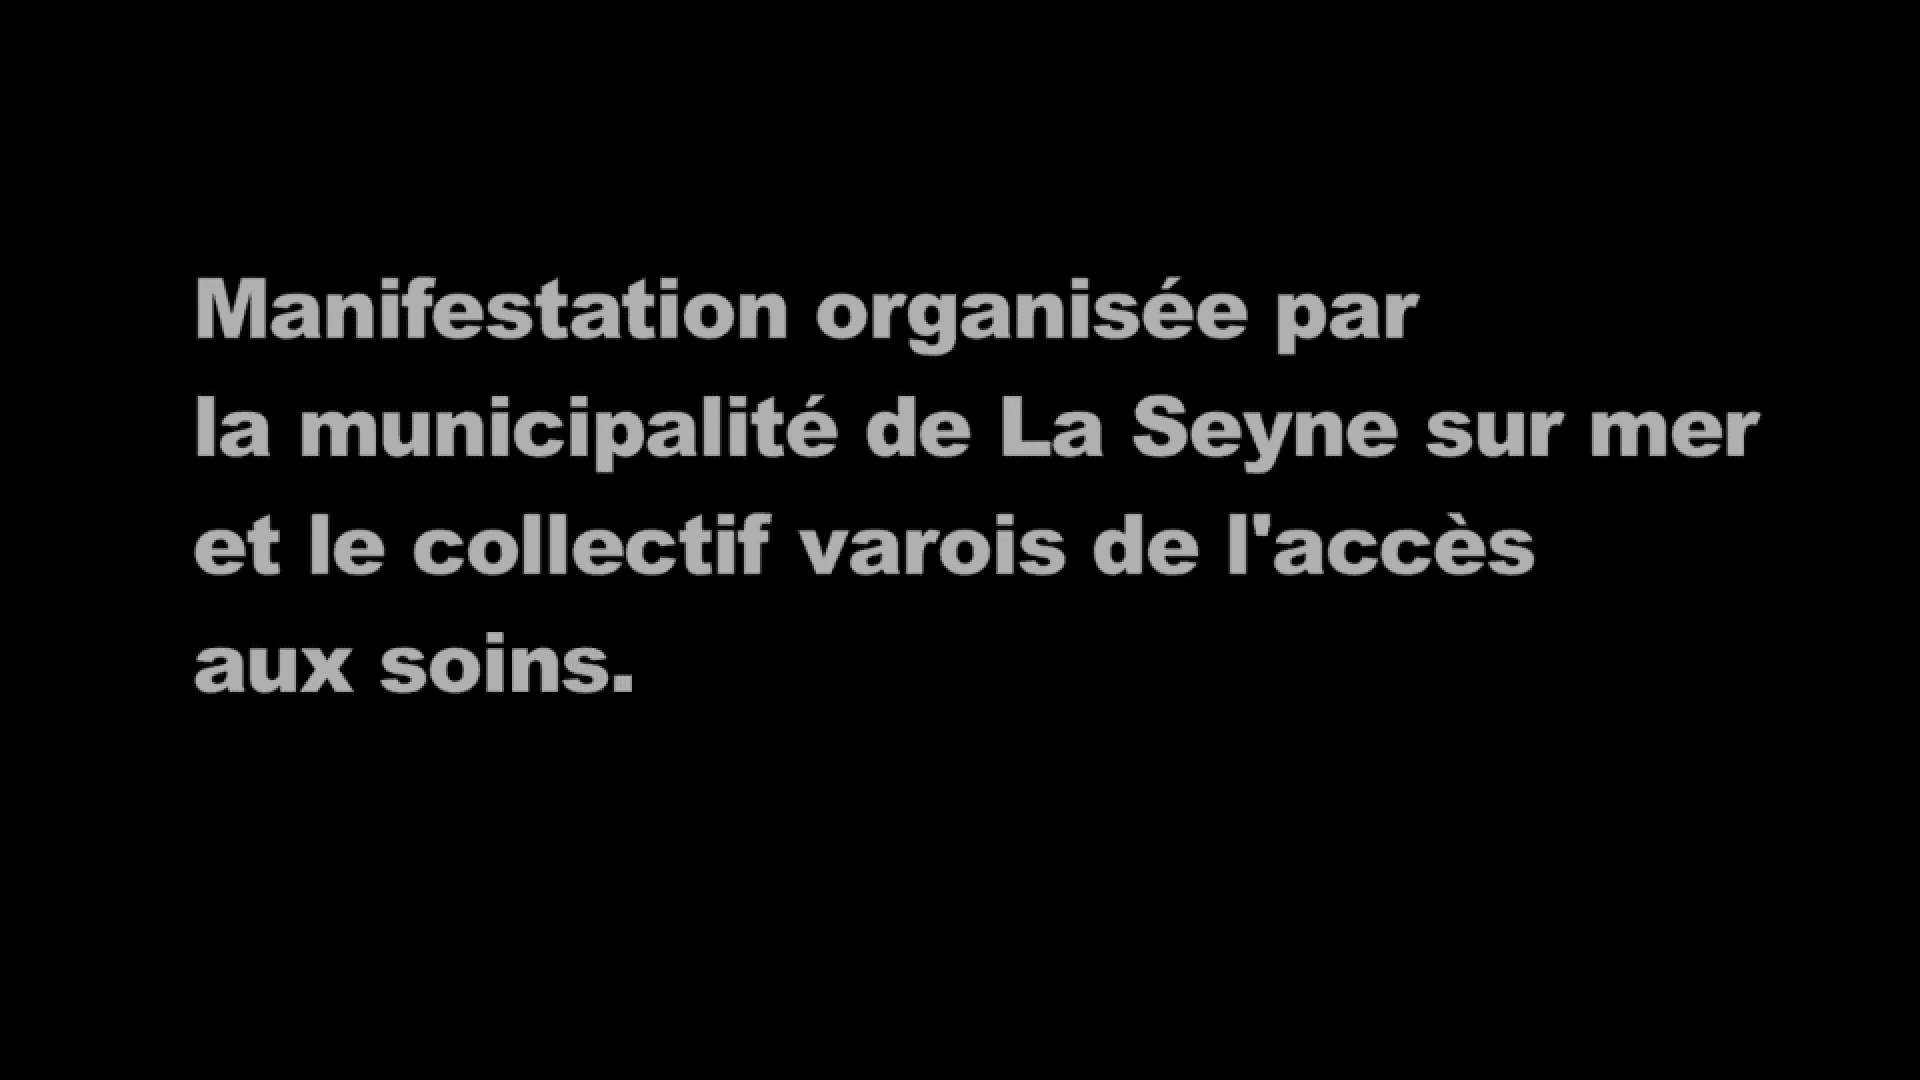 Manifestation organisée par
la municipalité de La Seyne sur mer
et le collectif varois de l'accès
aux soins.